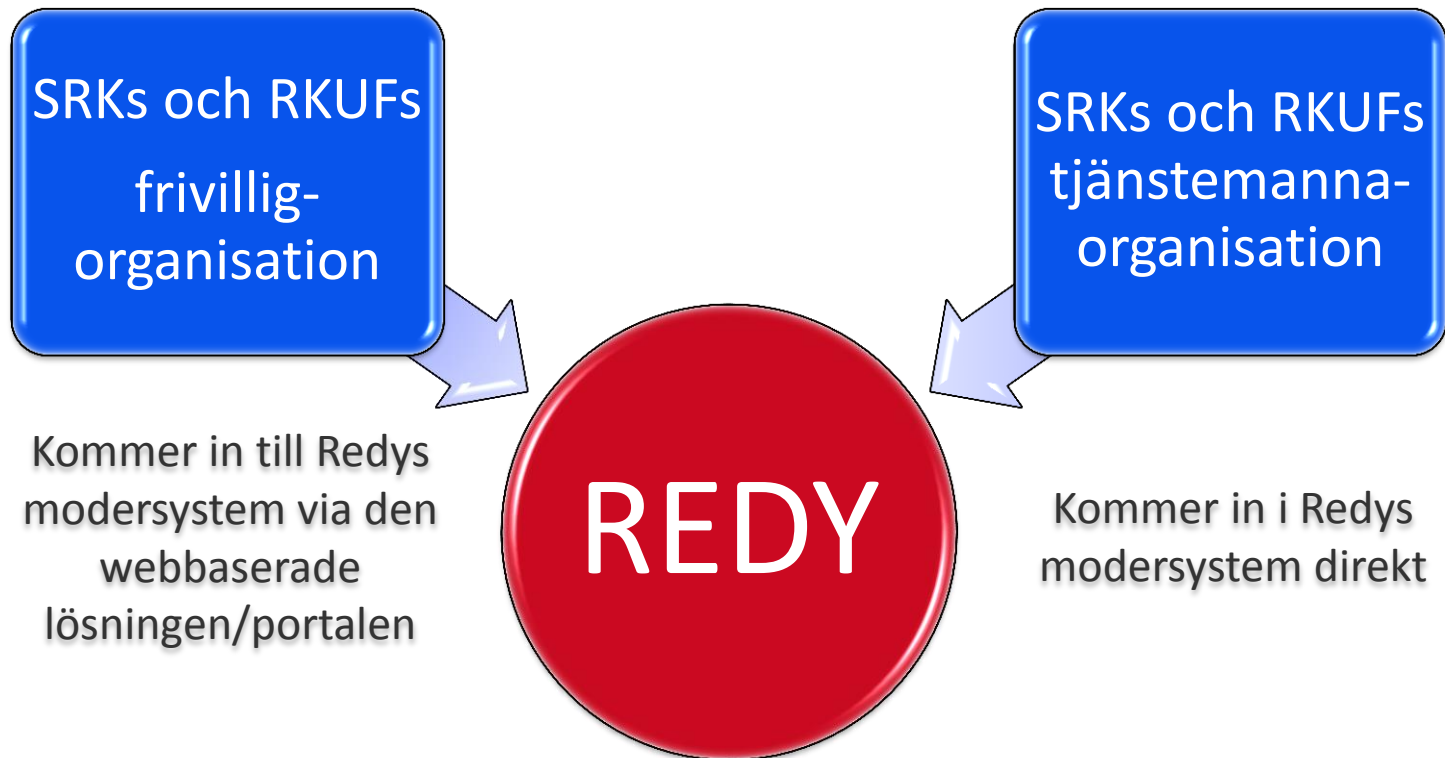 SRKs och RKUFs
frivillig-
organisation
SRKs och RKUFs
tjänstemanna-
organisation
Kommer in till Redys
modersystem via den
webbaserade
lösningen/portalen
REDY
Kommer in i Redys
modersystem direkt